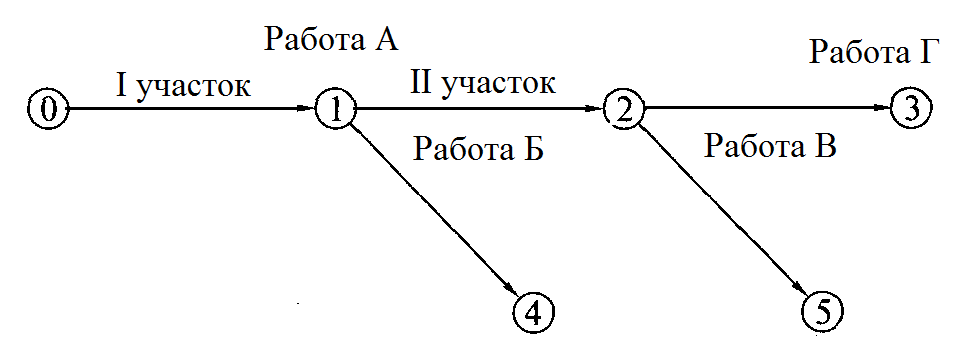 Работа А
Работа Г
I участок
II участок
0
1
2
3
Работа Б
Работа В
4
5